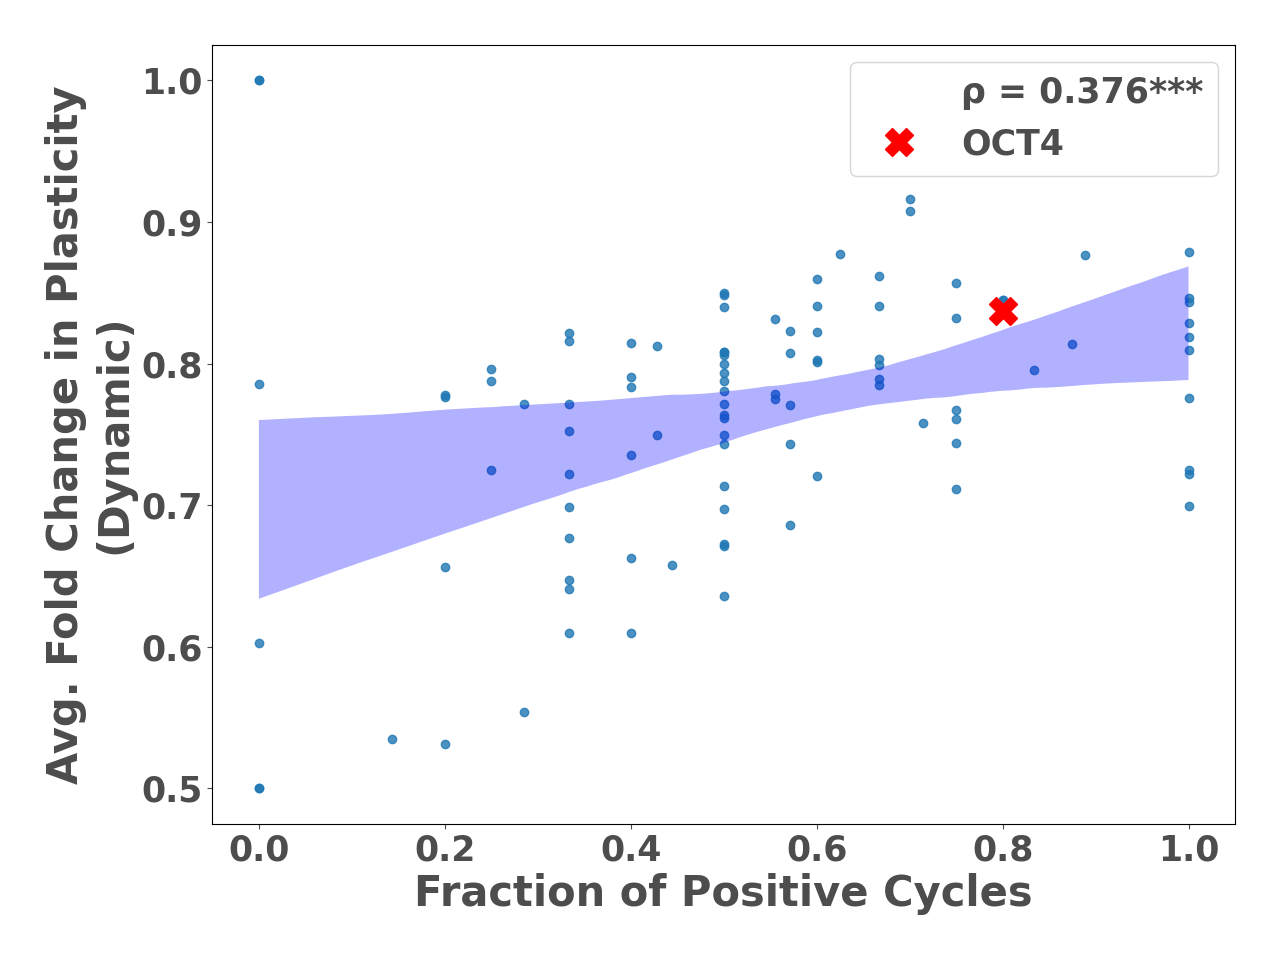 Avg. Fold Change in Plasticity
(Dynamic)
1.0
0.9
0.8
0.7
0.6
0.5
ρ = 0.376***
OCT4
0.0 0.2 0.4 0.6 0.8 1.0
Fraction of Positive Cycles